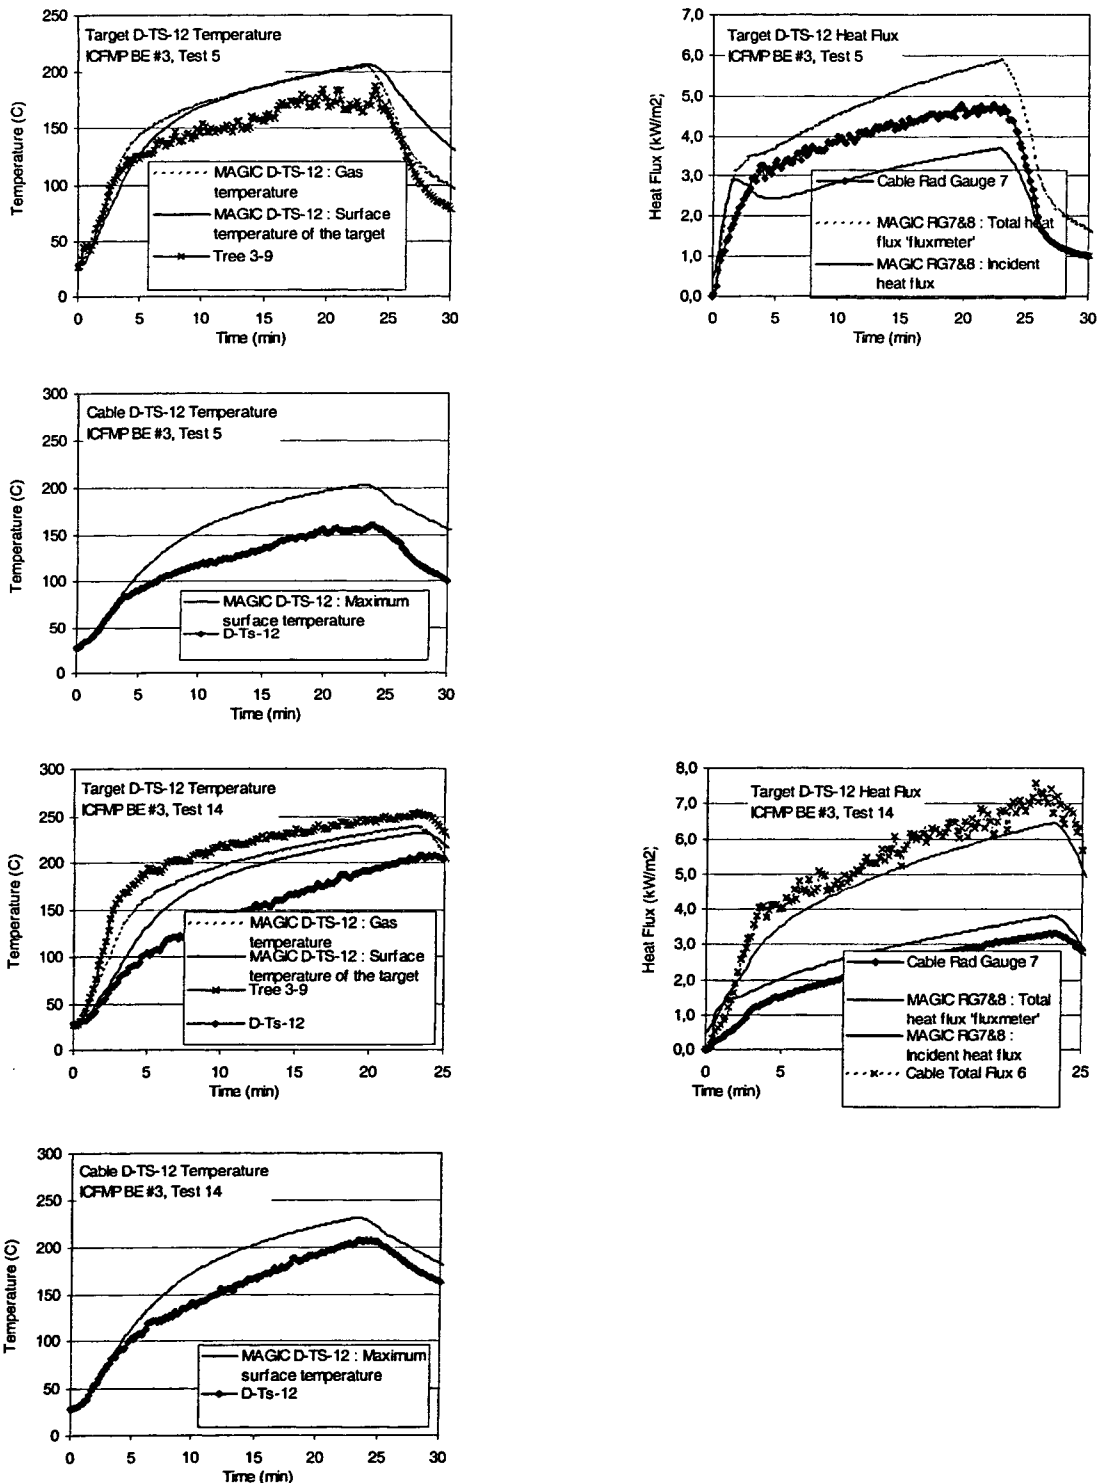 250
200
150
100
50
0
Temperature (C)
Target D-TS-12 Temperature
ICFMP BE #3, Test 5
MAGIC D-TS-12 : Gas
temperature
MAGIC D-TS-12 : Surface
temperature of the target
Tree 3-9
0 5 10 15 20 25 30
Time (min)
7,0
6,0
5,0
4,0
3,0
2,0
1,0
0,0
Heat Flux (kW/m2;
Target D-TS-12 Heat Flux
ICFMP BE #3, Test 5
Cable Rad Gauge 7
MAGIC RG7&8 : Total heat
flux 'fluxmeter'
MAGIC RG7&8 : Incident
heat flux
0 5 10 15 20 25 30
Time (min)
300
250
200
150
100
50
0
Temperature (C)
Cable D-TS-12 Temperature
ICFMP BE #3, Test 5
MAGIC D-TS-12 : Maximum
surface temperature
D-Ts-12
0 5 10 15 20 25 30
Time (min)
300
250
200
150
100
50
0
Temperature (C)
Target D-TS-12 Temperature
ICFMP BE #3, Test 14
MAGIC D-TS-12 : Gas
temperature
MAGIC D-TS-12 : Surface
temperature of the target
Tree 3-9
D-Ts-12
0 5 10 15 20 25
Time (min)
8,0
7,0
6,0
5,0
4,0
3,0
2,0
1,0
0,0
Heat Flux (kW/m2;
Target D-TS-12 Heat Flux
ICFMP BE #3, Test 14
Cable Rad Gauge 7
MAGIC RG7&8 : Total
heat flux 'fluxmeter'
MAGIC RG7&8 :
Incident heat flux
Cable Total Flux 6
0 5 25
Time (min)
300
250
200
150
100
50
0
Temperature (C)
Cable D-TS-12 Temperature
ICFMP BE #3, Test 14
MAGIC D-TS-12 : Maximum
surface temperature
D-Ts-12
0 5 10 15 20 25 30
Time (min)